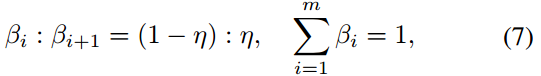 β_i : β_{i+1} = (1 − η) : η, ∑_{i=1}^{m} β_i = 1, (7)